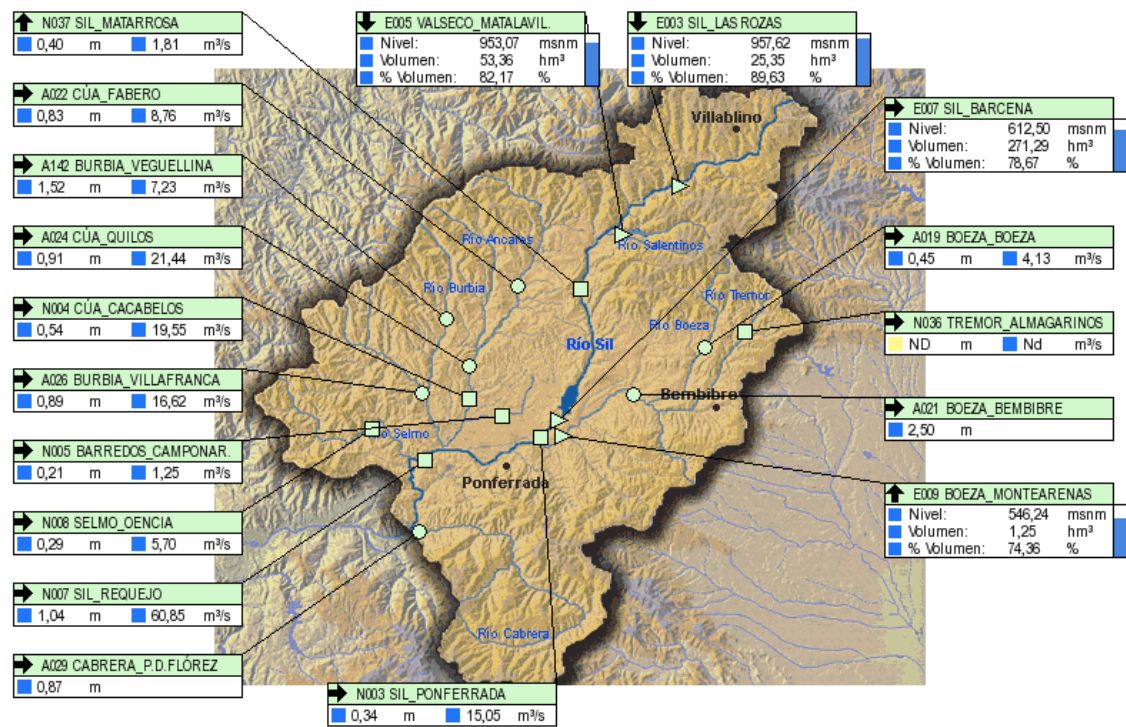 N037 SIL_MATARROSA
0,40 m 1,81 m³/s
A022 CÚA_FABERO
0,83 m 8,76 m³/s
A142 BURBIA_VEGUELLINA
1,52 m 7,23 m³/s
A024 CÚA_QUILOS
0,91 m 21,44 m³/s
N004 CÚA_CACABELOS
0,54 m 19,55 m³/s
A026 BURBIA_VILLAFRANCA
0,89 m 16,62 m³/s
N005 BARREDOS_CAMPONAR.
0,21 m 1,25 m³/s
N008 SELMO_OENCIA
0,29 m 5,70 m³/s
N007 SIL_REQUEJO
1,04 m 60,85 m³/s
A029 CABRERA_P.D.FLÓREZ
0,87 m
E005 VALSECO_MATALAVIL.
Nivel: 953,07 msnm
Volumen: 53,36 hm³
% Volumen: 82,17 %
E003 SIL_LAS ROZAS
Nivel: 957,62 msnm
Volumen: 25,35 hm³
% Volumen: 89,63 %
E007 SIL_BARCENA
Nivel: 612,50 msnm
Volumen: 271,29 hm³
% Volumen: 78,67 %
A019 BOEZA_BOEZA
0,45 m 4,13 m³/s
N036 TREMOR_ALMAGARINOS
ND m Nd m³/s
A021 BOEZA_BEMBIBRE
2,50 m
E009 BOEZA_MONTEARENAS
Nivel: 546,24 msnm
Volumen: 1,25 hm³
% Volumen: 74,36 %
N003 SIL_PONFERRADA
0,34 m 15,05 m³/s
Villablino
Río Ancares
Río Salentinos
Río Burbia
Río Tremor
Río Boeza
Río Sil
Bembibre
Río Selmo
Ponferrada
Río Cabrera